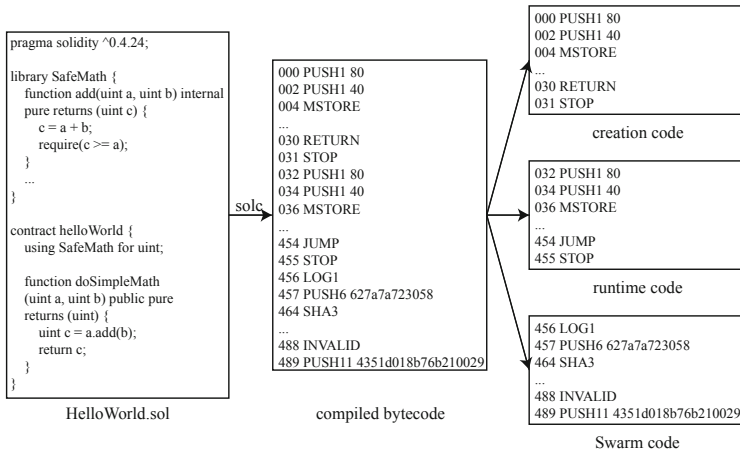 pragma solidity ^0.4.24;
library SafeMath {
function add(uint a, uint b) internal
pure returns (uint c) {
c = a + b;
require(c >= a);
}
...
}
contract helloWorld {
using SafeMath for uint;
function doSimpleMath
(uint a, uint b) public pure
returns (uint) {
uint c = a.add(b);
return c;
}
}
HelloWorld.sol
solc
000 PUSH1 80
002 PUSH1 40
004 MSTORE
...
030 RETURN
031 STOP
032 PUSH1 80
034 PUSH1 40
036 MSTORE
...
454 JUMP
455 STOP
456 LOG1
457 PUSH6 627a7a723058
464 SHA3
...
488 INVALID
489 PUSH11 4351d018b76b210029
compiled bytecode
000 PUSH1 80
002 PUSH1 40
004 MSTORE
...
030 RETURN
031 STOP
creation code
032 PUSH1 80
034 PUSH1 40
036 MSTORE
...
454 JUMP
455 STOP
runtime code
456 LOG1
457 PUSH6 627a7a723058
464 SHA3
...
488 INVALID
489 PUSH11 4351d018b76b210029
Swarm code